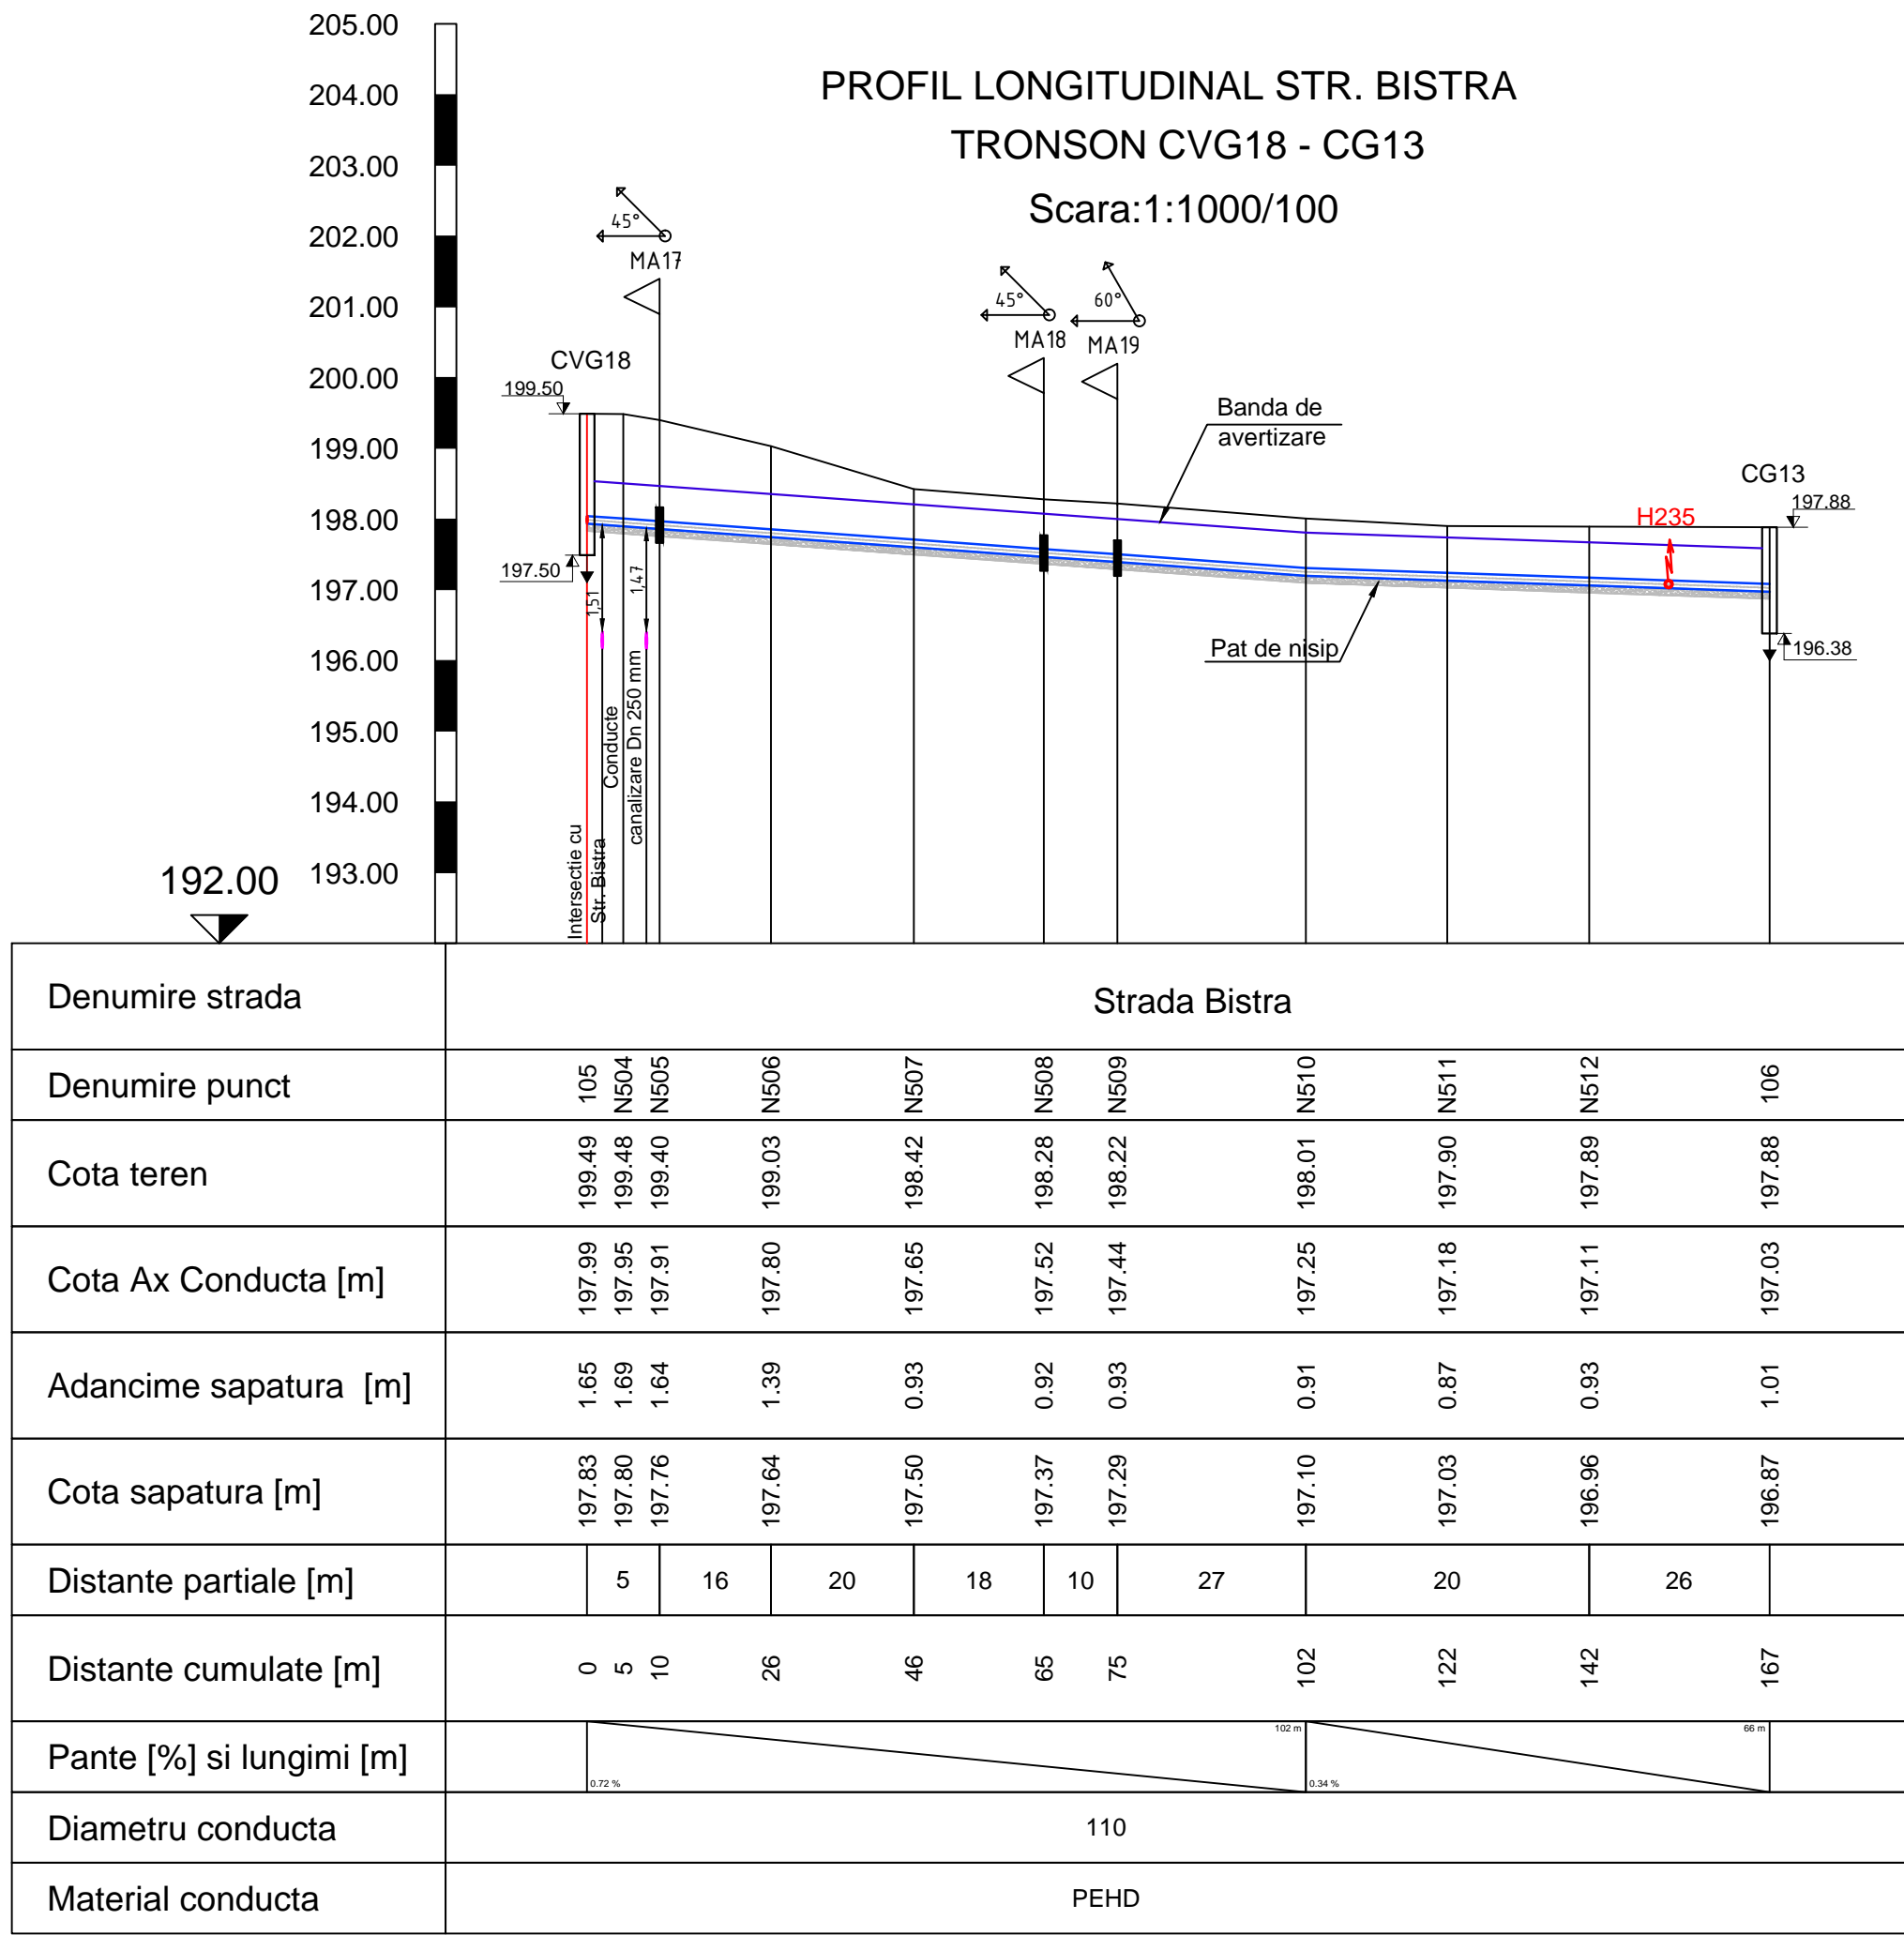 205.00
204.00
203.00
202.00
201.00
200.00
199.00
198.00
197.00
196.00
195.00
194.00
193.00
192.00
PROFIL LONGITUDINAL STR. BISTRA
TRONSON CVG18 - CG13
Scara:1:1000/100
45°
MA17
45°
MA18
60°
MA19
CVG18
199.50
197.50
Banda de
avertizare
CG13
197.88
H235
196.38
Pat de nisip
1,51
1,47
Intersectie cu
Str. Bistra
Conducte
canalizare Dn 250 mm
Denumire strada
Strada Bistra
Denumire punct
105 N504 N505 N506 N507 N508 N509 N510 N511 N512 106
Cota teren
199.49 199.48 199.40 199.03 198.42 198.28 198.22 198.01 197.90 197.89 197.88
Cota Ax Conducta [m]
197.99 197.95 197.91 197.80 197.65 197.52 197.44 197.25 197.18 197.11 197.03
Adancime sapatura [m]
1.65 1.69 1.64 1.39 0.93 0.92 0.93 0.91 0.87 0.93 1.01
Cota sapatura [m]
197.83 197.80 197.76 197.64 197.50 197.37 197.29 197.10 197.03 196.96 196.87
Distante partiale [m]
5 16 20 18 10 27 20 26
Distante cumulate [m]
0 5 10 26 46 65 75 102 122 142 167
Pante [%] si lungimi [m]
0.72 % 102 m 0.34 % 66 m
Diametru conducta
110
Material conducta
PEHD